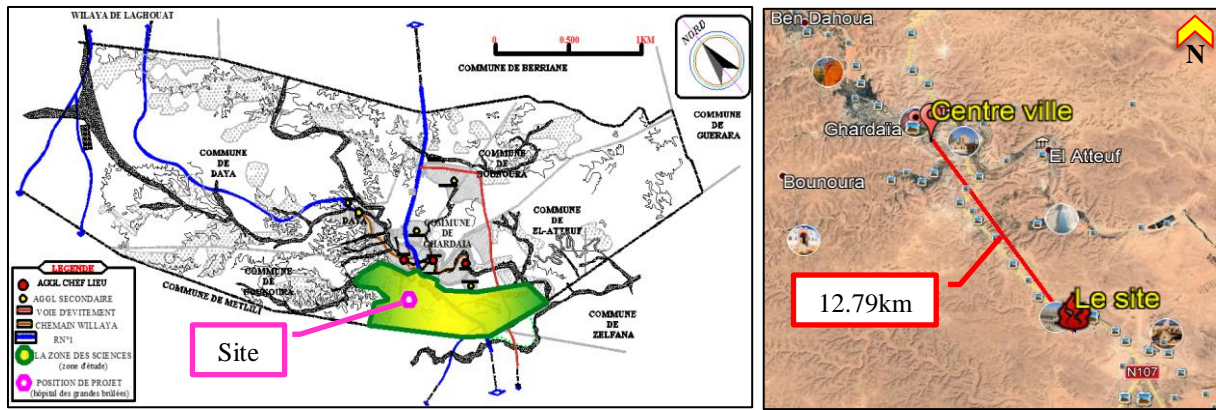 WILAYA DE LAGHOUAT
0 0.500 1KM
NORD
COMMUNE DE BERRIANE
COMMUNE
DE
GUERARA
COMMUNE
DE
BOUNOURA
COMMUNE
DE
DAYA
DAYA
COMMUNE
DE
GHARDAIA
COMMUNE
DE
EL-ATTEUF
COMMUNE
DE
BOUNOURA
COMMUNE DE METLILI
COMMUNE
DE
ZELFANA
Site
LEGENDE
AGGL CHEF LIEU
AGGL SECONDAIRE
VOIE D'EVITEMENT
CHEMAIN WILLAYA
RN°1
LA ZONE DES SCIENCES
(zone d'étude)
POSITION DE PROJET
(hôpital des grandes brûlées)
Ben Dahoua
N
Centre ville
Ghardaïa
El Atteuf
Bounoura
12.79km
Le site
N107